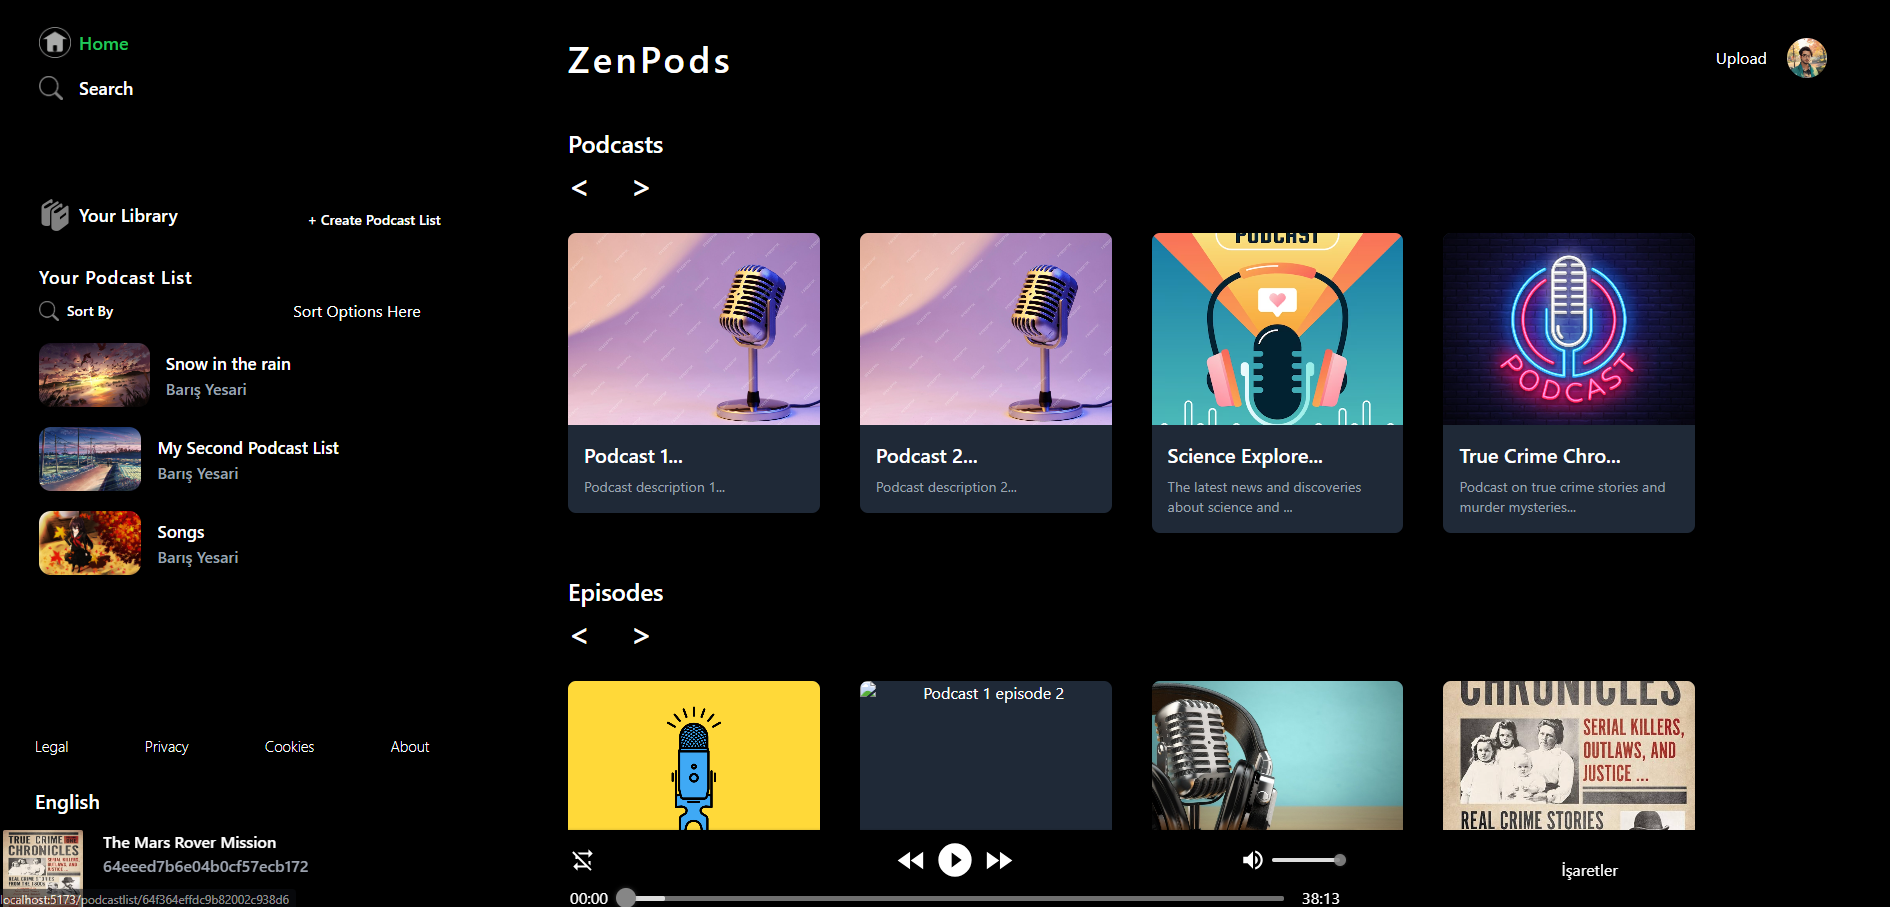 Home
Search
ZenPods
Upload
Your Library
+ Create Podcast List
Your Podcast List
Sort By
Sort Options Here
Snow in the rain
Barış Yesari
My Second Podcast List
Barış Yesari
Songs
Barış Yesari
Legal
Privacy
Cookies
About
English
Podcasts
<
>
PODCAST
PODCAST
Podcast 1...
Podcast description 1...
Podcast 2...
Podcast description 2...
Science Explore...
The latest news and discoveries
about science and ...
True Crime Chro...
Podcast on true crime stories and
murder mysteries...
Episodes
<
>
Podcast 1 episode 2
CHRONICLES
SERIAL KILLERS,
OUTLAWS, AND
JUSTICE ...
REAL CRIME STORIES
TRUE CRIME
CHRONICLES
The Mars Rover Mission
64eeed7b6e04b0cf57ecb172
localhost:5173/podcastlist/64f364effdc9b82002c938d6
00:00
38:13
İşaretler